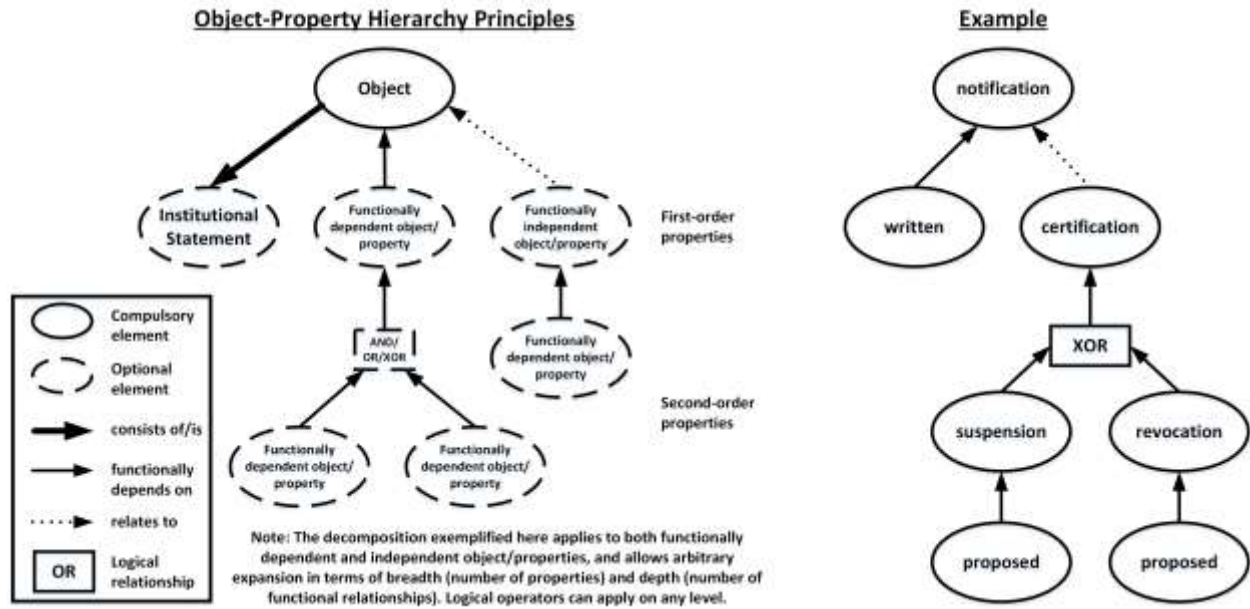 Object-Property Hierarchy Principles
Object
Institutional
Statement
Functionally
dependent object/
property
Functionally
independent
object/property
First-order
properties
AND/
OR/XOR
Functionally
dependent object/
property
Second-order
properties
Functionally
dependent object/
property
Functionally
dependent object/
property
Compulsory
element
Optional
element
consists of/is
functionally
depends on
relates to
OR
Logical
relationship
Note: The decomposition exemplified here applies to both functionally
dependent and independent object/properties, and allows arbitrary
expansion in terms of breadth (number of properties) and depth (number of
functional relationships). Logical operators can apply on any level.
Example
notification
written
certification
XOR
suspension
revocation
proposed
proposed